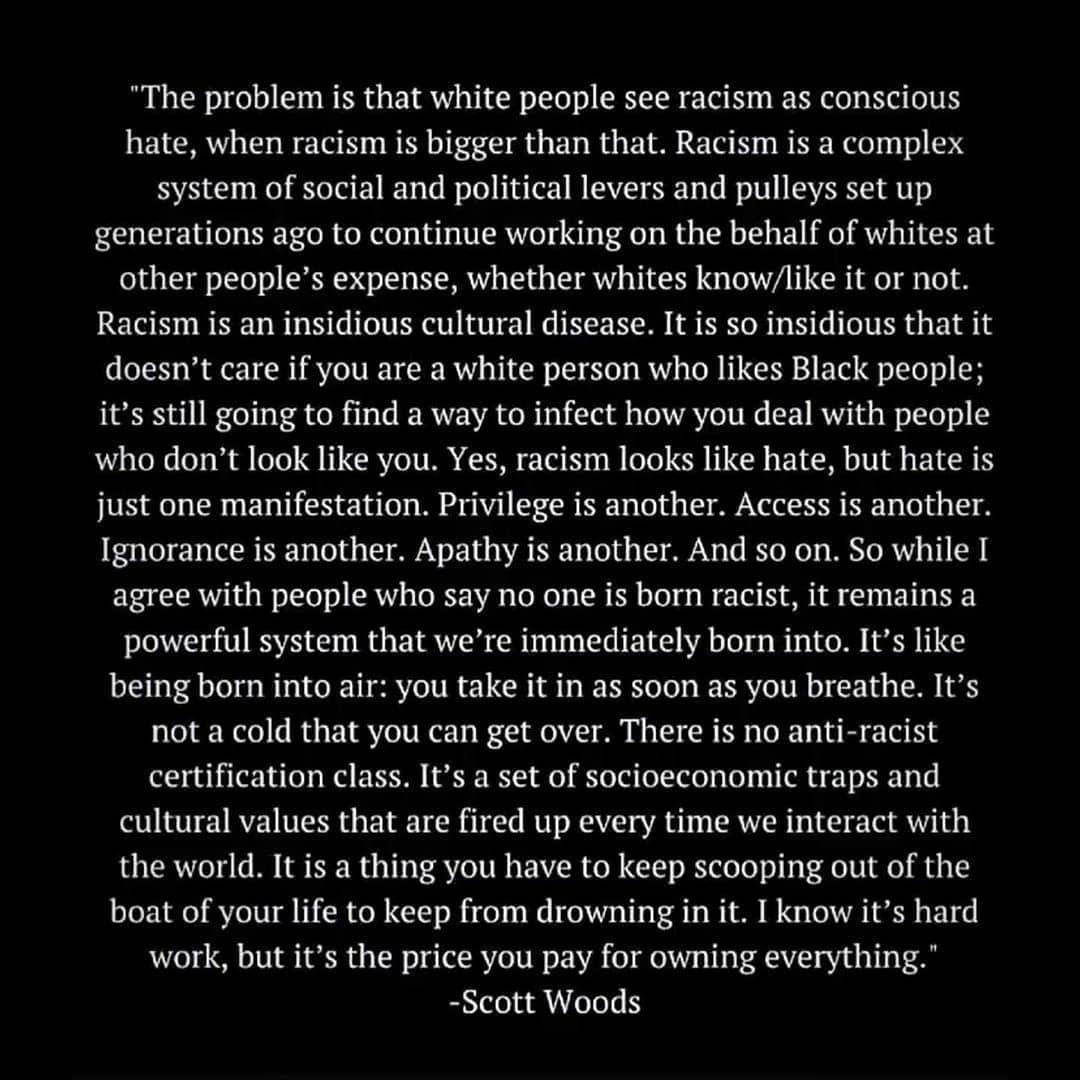 "The problem is that white people see racism as conscious
hate, when racism is bigger than that. Racism is a complex
system of social and political levers and pulleys set up
generations ago to continue working on the behalf of whites at
other people’s expense, whether whites know/like it or not.
Racism is an insidious cultural disease. It is so insidious that it
doesn’t care if you are a white person who likes Black people;
it’s still going to find a way to infect how you deal with people
who don’t look like you. Yes, racism looks like hate, but hate is
just one manifestation. Privilege is another. Access is another.
Ignorance is another. Apathy is another. And so on. So while I
agree with people who say no one is born racist, it remains a
powerful system that we’re immediately born into. It’s like
being born into air: you take it in as soon as you breathe. It’s
not a cold that you can get over. There is no anti-racist
certification class. It’s a set of socioeconomic traps and
cultural values that are fired up every time we interact with
the world. It is a thing you have to keep scooping out of the
boat of your life to keep from drowning in it. I know it’s hard
work, but it’s the price you pay for owning everything."
-Scott Woods